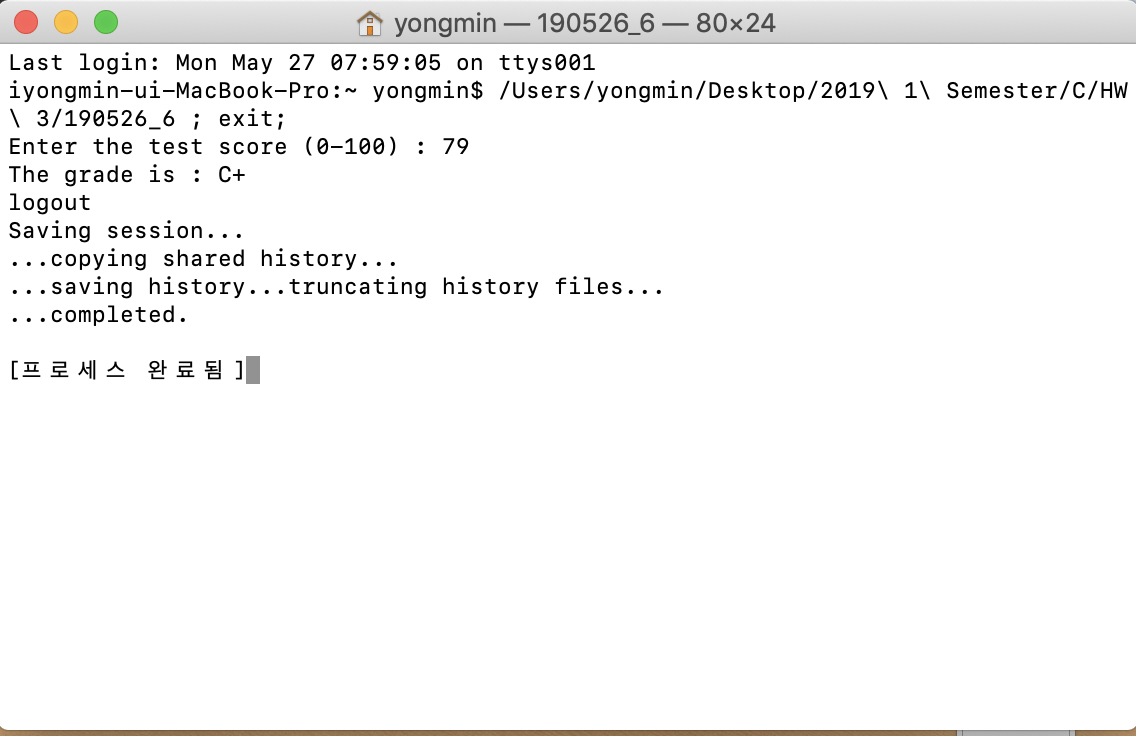 yongmin — 190526_6 — 80×24
Last login: Mon May 27 07:59:05 on ttys001
iyongmin-ui-MacBook-Pro:~ yongmin$ /Users/yongmin/Desktop/2019\ 1\ Semester/C/HW
\ 3/190526_6 ; exit;
Enter the test score (0-100) : 79
The grade is : C+
logout
Saving session...
...copying shared history...
...saving history...truncating history files...
...completed.
[프로세스 완료됨]